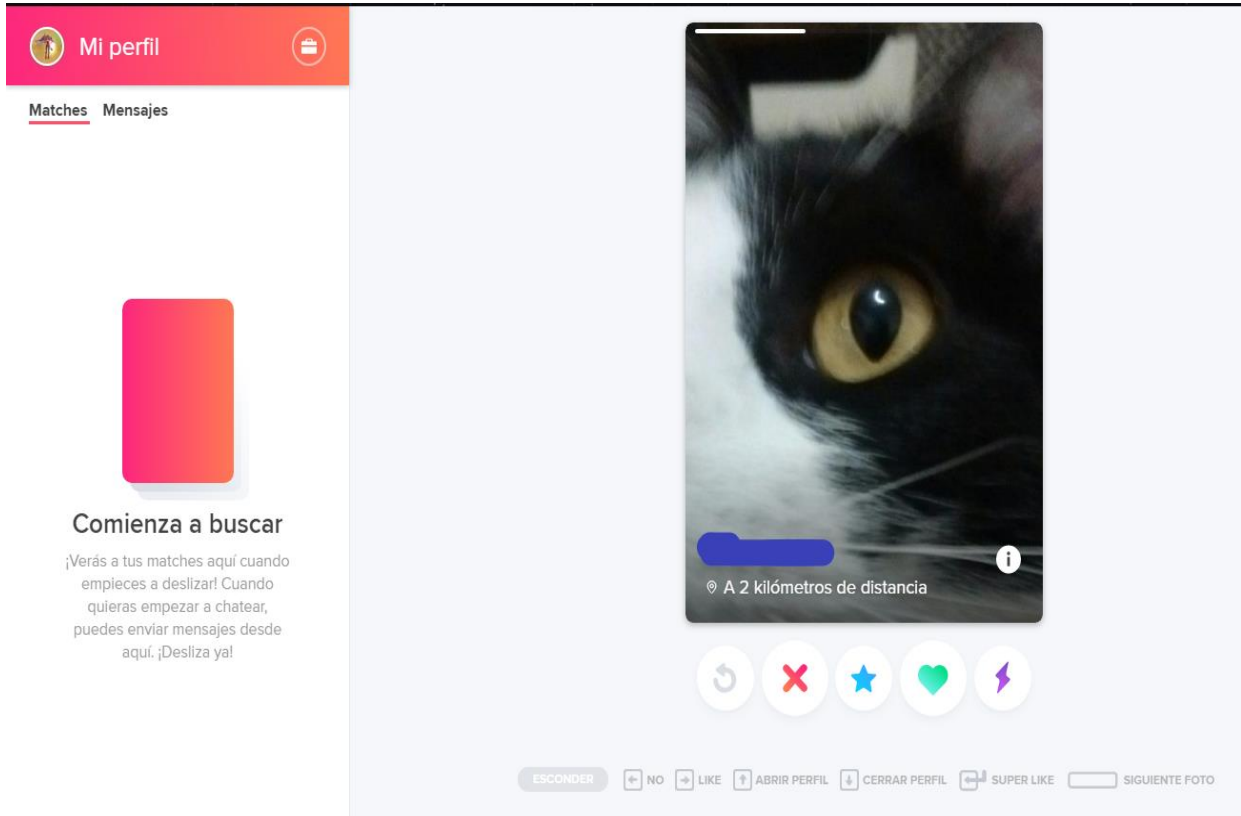 Mi perfil
Matches Mensajes
Comienza a buscar
¡Verás a tus matches aquí cuando
empieces a deslizar! Cuando
quieras empezar a chatear,
puedes enviar mensajes desde
aquí. ¡Desliza ya!
A 2 kilómetros de distancia
ESCONDER NO LIKE ABRIR PERFIL CERRAR PERFIL SUPER LIKE SIGUIENTE FOTO